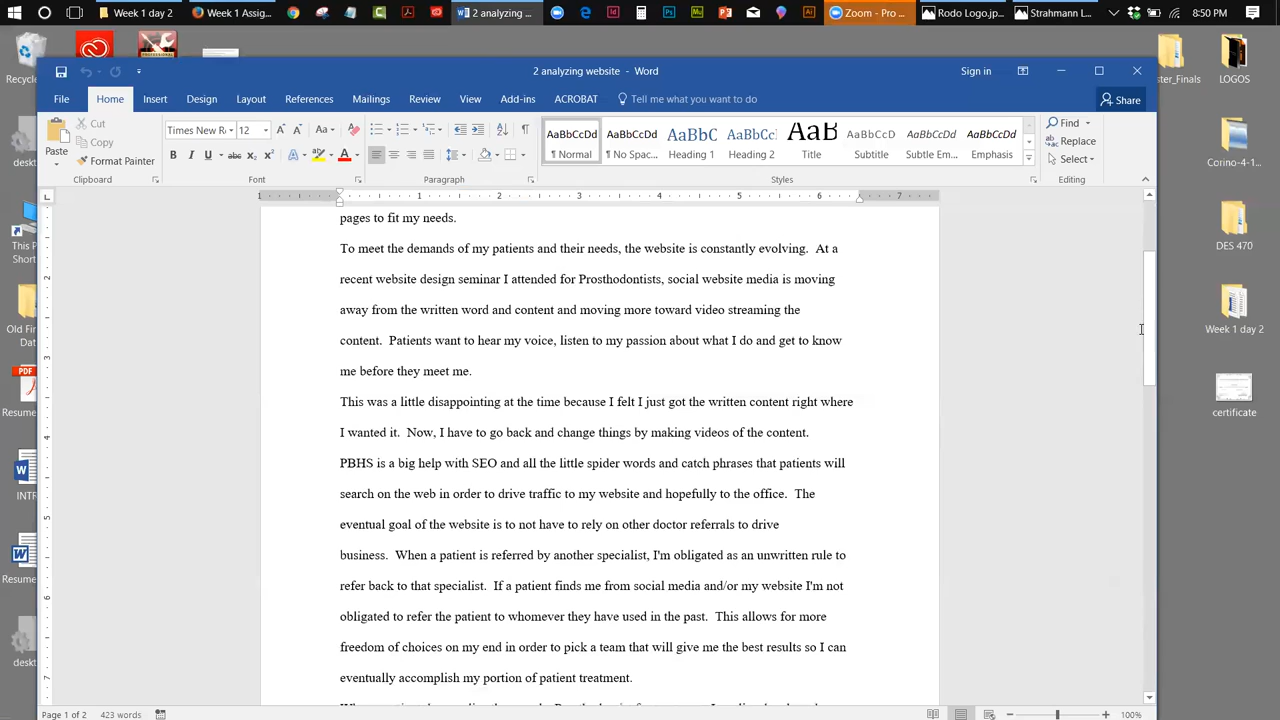 Week 1 day 2
Week 1 Assig...
2 analyzing ...
Zoom - Pro ...
Rodo Logo.jp...
Strahmann L...
8:50 PM
2 analyzing website - Word
Sign in
File
Home
Insert
Design
Layout
References
Mailings
Review
View
Add-ins
ACROBAT
Tell me what you want to do
Share
Paste
Cut
Copy
Format Painter
Clipboard
Times New R
12
Font
Paragraph
AaBbCcDd
¶ Normal
AaBbCcDd
¶ No Spac...
AaBbC
Heading 1
AaBbCc
Heading 2
AaB
Title
AaBbCcD
Subtitle
AaBbCcDd
Subtle Em...
AaBbCcDd
Emphasis
Styles
Find
Replace
Select
Editing
pages to fit my needs.
To meet the demands of my patients and their needs, the website is constantly evolving. At a
recent website design seminar I attended for Prosthodontists, social website media is moving
away from the written word and content and moving more toward video streaming the
content. Patients want to hear my voice, listen to my passion about what I do and get to know
me before they meet me.
This was a little disappointing at the time because I felt I just got the written content right where
I wanted it. Now, I have to go back and change things by making videos of the content.
PBHS is a big help with SEO and all the little spider words and catch phrases that patients will
search on the web in order to drive traffic to my website and hopefully to the office. The
eventual goal of the website is to not have to rely on other doctor referrals to drive
business. When a patient is referred by another specialist, I'm obligated as an unwritten rule to
refer back to that specialist. If a patient finds me from social media and/or my website I'm not
obligated to refer the patient to whomever they have used in the past. This allows for more
freedom of choices on my end in order to pick a team that will give me the best results so I can
eventually accomplish my portion of patient treatment.
Page 1 of 2
423 words
100%
Recycle
This P
Short
Old Fi
PDF
Resume
INTR
Resume
desk
ster_Finals
LOGOS
Corino-4-1...
DES 470
Week 1 day 2
certificate